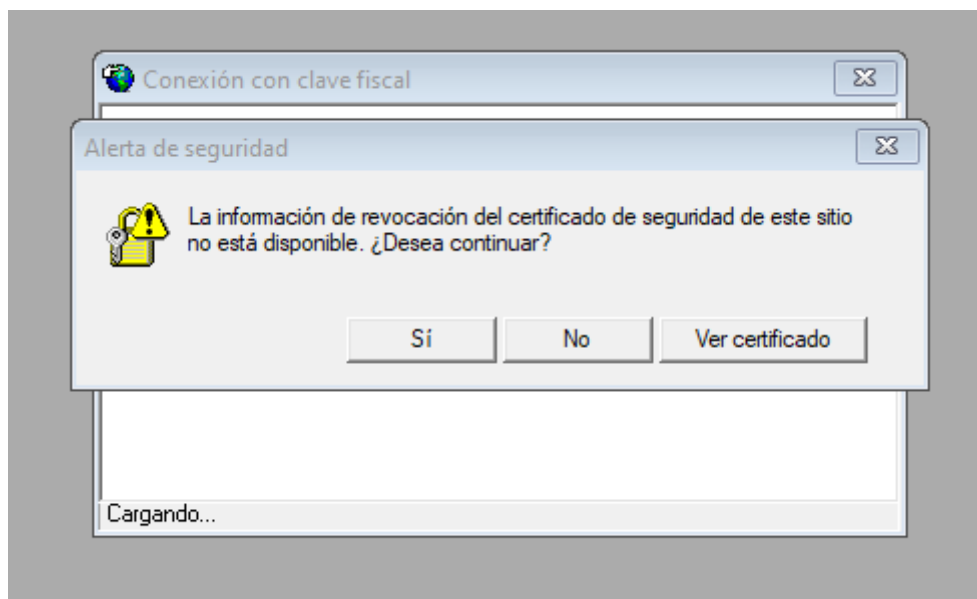 Conexión con clave fiscal
Alerta de seguridad
La información de revocación del certificado de seguridad de este sitio
no está disponible. ¿Desea continuar?
Sí No Ver certificado
Cargando...